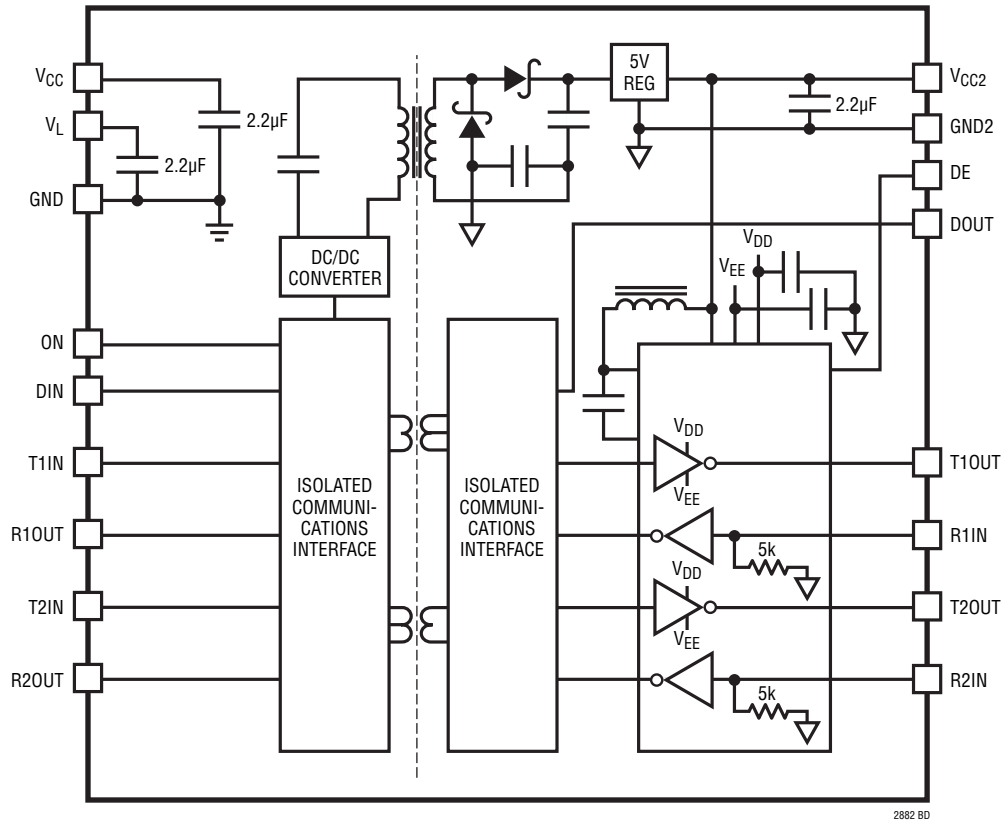 VCC
VL
GND
ON
DIN
T1IN
R1OUT
T2IN
R2OUT
2.2µF
2.2µF
DC/DC
CONVERTER
ISOLATED
COMMUNI-
CATIONS
INTERFACE
ISOLATED
COMMUNI-
CATIONS
INTERFACE
5V
REG
2.2µF
VDD
VEE
VDD
VEE
5k
VDD
VEE
5k
VCC2
GND2
DE
DOUT
T1OUT
R1IN
T2OUT
R2IN
2882 BD